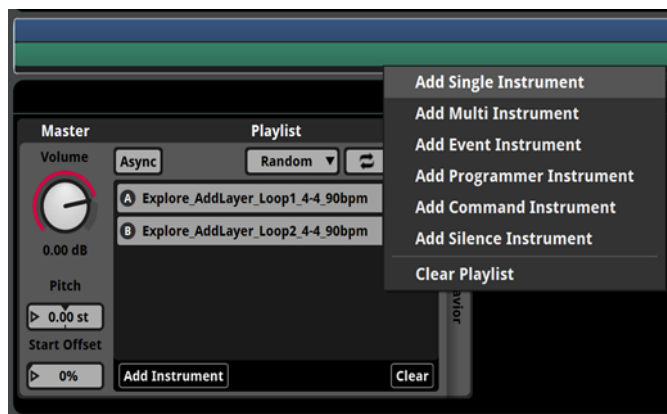 Add Single Instrument
Add Multi Instrument
Add Event Instrument
Add Programmer Instrument
Add Command Instrument
Add Silence Instrument
Clear Playlist
Master
Playlist
Volume
Async
Random
A Explore_AddLayer_Loop1_4-4_90bpm
B Explore_AddLayer_Loop2_4-4_90bpm
0.00 dB
Pitch
0.00 st
Start Offset
0%
Add Instrument
Clear